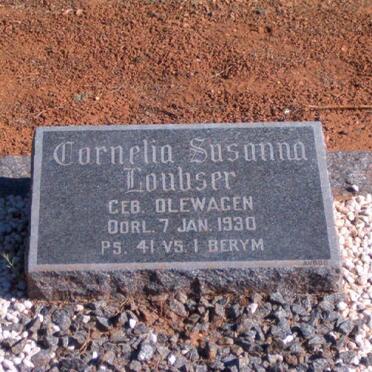 Cornelia Susanna
Loubser
GEB. OLEWAGEN
OORL. 7 JAN. 1930
PS. 41 VS. 1 BERYM